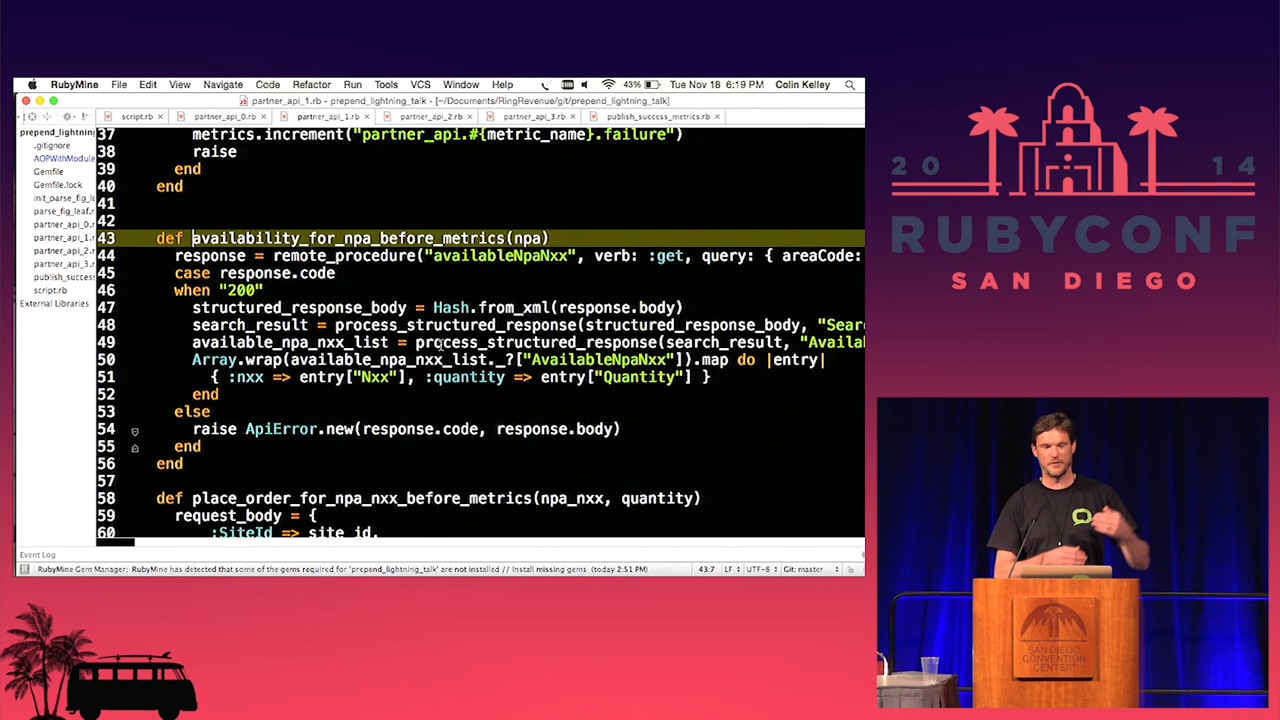 RubyMine File Edit View Navigate Code Refactor Run Tools VCS Window Help 43% Tue Nov 18 6:19 PM Colin Kelley
partner_api_1.rb - prepend_lightning_talk - [~/Documents/RingRevenue/git/prepend_lightning_talk]
script.rb partner_api_0.rb partner_api_1.rb partner_api_2.rb partner_api_3.rb publish_success_metrics.rb
prepend_lightning
.gitignore
AOPWithModule
Gemfile
Gemfile.lock
init_parse_fig_l
parse_fig_leaf.r
partner_api_0.r
partner_api_1.r
partner_api_2.r
partner_api_3.r
publish_success
script.rb
External Libraries
37 metrics.increment("partner_api.#{metric_name}.failure")
38 raise
39 end
40 end
41
42
43 def availability_for_npa_before_metrics(npa)
44 response = remote_procedure("availableNpaNxx", verb: :get, query: { areaCode:
45 case response.code
46 when "200"
47 structured_response_body = Hash.from_xml(response.body)
48 search_result = process_structured_response(structured_response_body, "Sear
49 available_npa_nxx_list = process_structured_response(search_result, "Availa
50 Array.wrap(available_npa_nxx_list._?["AvailableNpaNxx"]).map do |entry|
51 { :nxx => entry["Nxx"], :quantity => entry["Quantity"] }
52 end
53 else
54 raise ApiError.new(response.code, response.body)
55 end
56 end
57
58 def place_order_for_npa_nxx_before_metrics(npa_nxx, quantity)
59 request_body = {
60 :SiteId => site_id,
Event Log
RubyMine Gem Manager: RubyMine has detected that some of the gems required for 'prepend_lightning_talk' are not installed // Install missing gems (today 2:51 PM) 43:7 LF UTF-8 Git: master
20 14
RUBYCONF
SAN DIEGO
SAN DIEGO
CONVENTION
CENTER